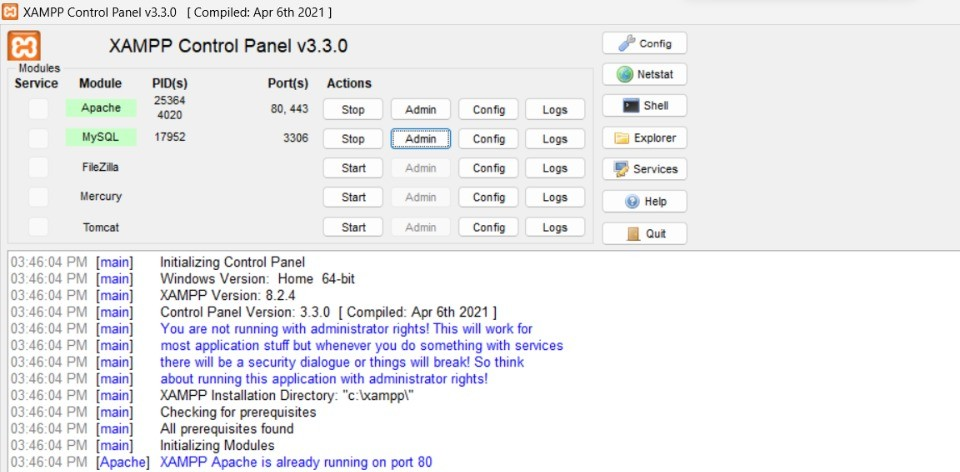 XAMPP Control Panel v3.3.0 [ Compiled: Apr 6th 2021 ]
XAMPP Control Panel v3.3.0
Config
Modules
Service Module PID(s) Port(s) Actions
Netstat
Apache 25364 4020 80, 443 Stop Admin Config Logs
Shell
MySQL 17952 3306 Stop Admin Config Logs
Explorer
FileZilla Start Admin Config Logs
Services
Mercury Start Admin Config Logs
Help
Tomcat Start Admin Config Logs
Quit
03:46:04 PM [main] Initializing Control Panel
03:46:04 PM [main] Windows Version: Home 64-bit
03:46:04 PM [main] XAMPP Version: 8.2.4
03:46:04 PM [main] Control Panel Version: 3.3.0 [ Compiled: Apr 6th 2021 ]
03:46:04 PM [main] You are not running with administrator rights! This will work for
03:46:04 PM [main] most application stuff but whenever you do something with services
03:46:04 PM [main] there will be a security dialogue or things will break! So think
03:46:04 PM [main] about running this application with administrator rights!
03:46:04 PM [main] XAMPP Installation Directory: "c:\xampp\"
03:46:04 PM [main] Checking for prerequisites
03:46:04 PM [main] All prerequisites found
03:46:04 PM [main] Initializing Modules
03:46:04 PM [Apache] XAMPP Apache is already running on port 80